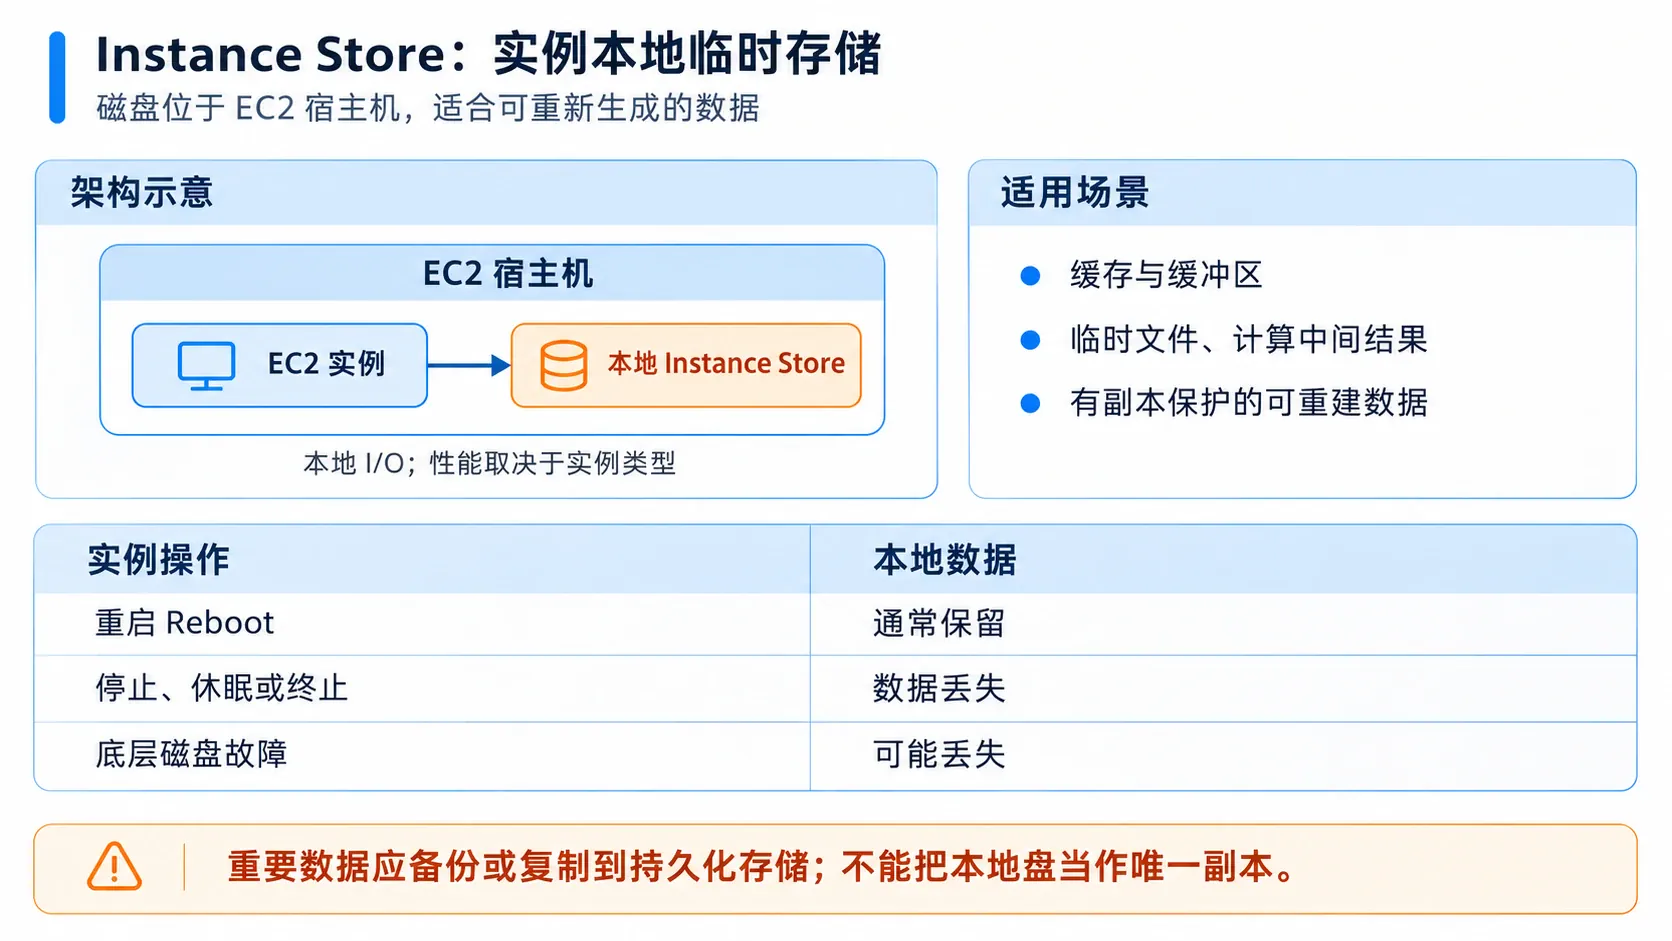 Instance Store：实例本地临时存储
磁盘位于 EC2 宿主机，适合可重新生成的数据
架构示意
EC2 宿主机
EC2 实例
本地 Instance Store
本地 I/O；性能取决于实例类型
适用场景
缓存与缓冲区
临时文件、计算中间结果
有副本保护的可重建数据
实例操作
本地数据
重启 Reboot
通常保留
停止、休眠或终止
数据丢失
底层磁盘故障
可能丢失
重要数据应备份或复制到持久化存储；不能把本地盘当作唯一副本。